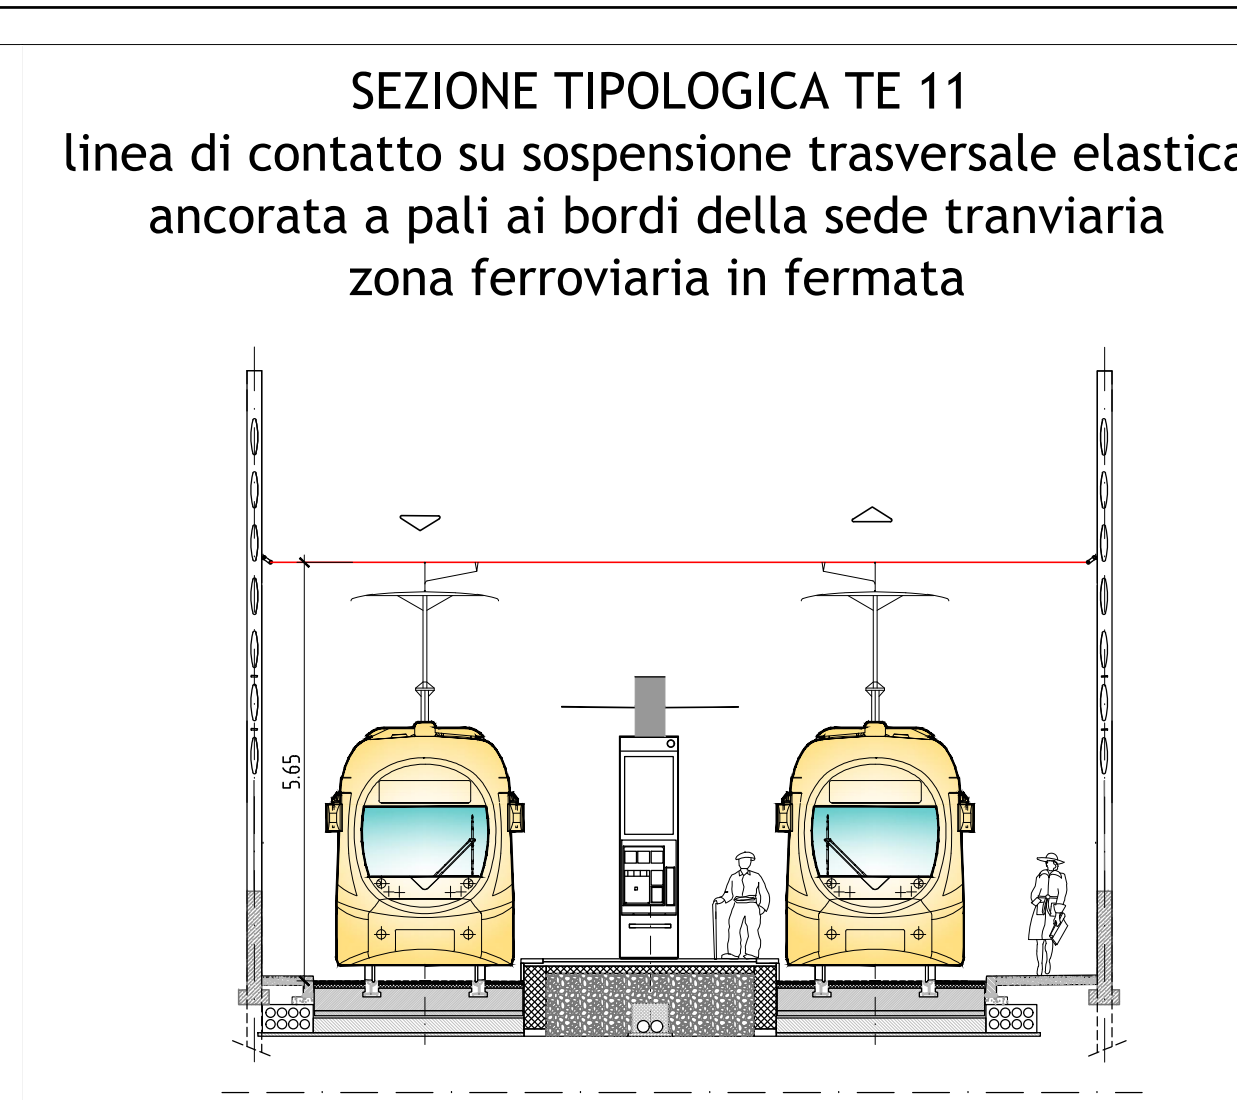 SEZIONE TIPOLOGICA TE 11
linea di contatto su sospensione trasversale elastica
ancorata a pali ai bordi della sede tranviaria
zona ferroviaria in fermata
5.65